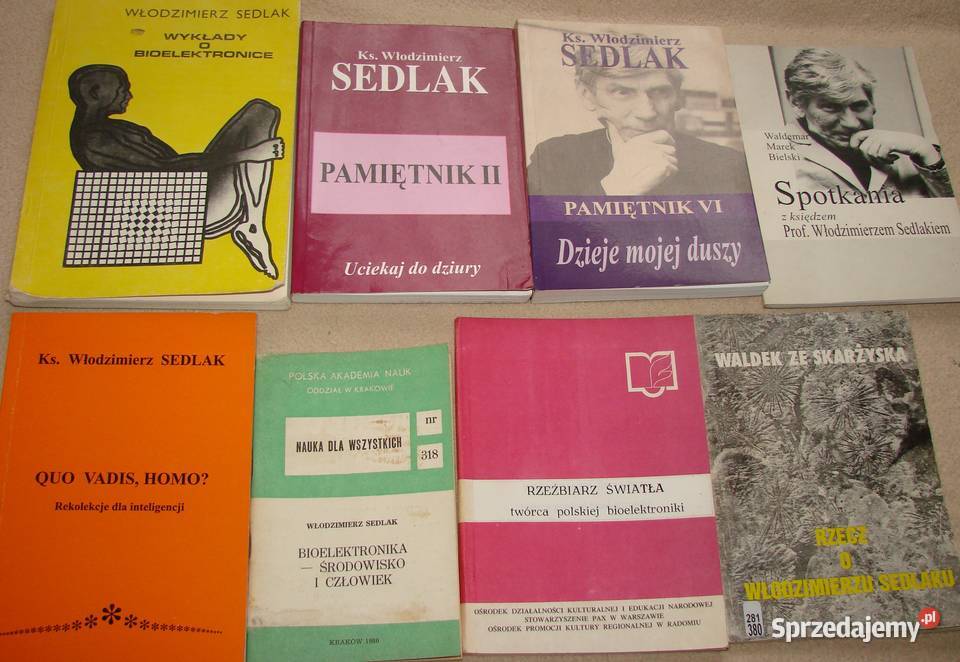 WŁODZIMIERZ SEDLAK
WYKŁADY
O
BIOELEKTRONICE
Ks. Włodzimierz
SEDLAK
PAMIĘTNIK II
Uciekaj do dziury
Ks. Włodzimierz
SEDLAK
PAMIĘTNIK VI
Dzieje mojej duszy
Waldemar
Marek
Bielski
Spotkania
z księdzem
Prof. Włodzimierzem Sedlakiem
Ks. Włodzimierz SEDLAK
QUO VADIS, HOMO?
Rekolekcje dla inteligencji
POLSKA AKADEMIA NAUK
ODDZIAŁ W KRAKOWIE
NAUKA DLA WSZYSTKICH
nr
318
WŁODZIMIERZ SEDLAK
BIOELEKTRONIKA
— ŚRODOWISKO
I CZŁOWIEK
KRAKÓW 1980
RZEŹBIARZ ŚWIATŁA
twórca polskiej bioelektroniki
OŚRODEK DZIAŁALNOŚCI KULTURALNEJ I EDUKACJI NARODOWEJ
STOWARZYSZENIE PAX W WARSZAWIE
OŚRODEK PROMOCJI KULTURY REGIONALNEJ W RADOMIU
WALDEK ZE SKARŻYSKA
RZECZ
O
WŁODZIMIERZU SEDLAKU
281
380
Sprzedajemy.pl